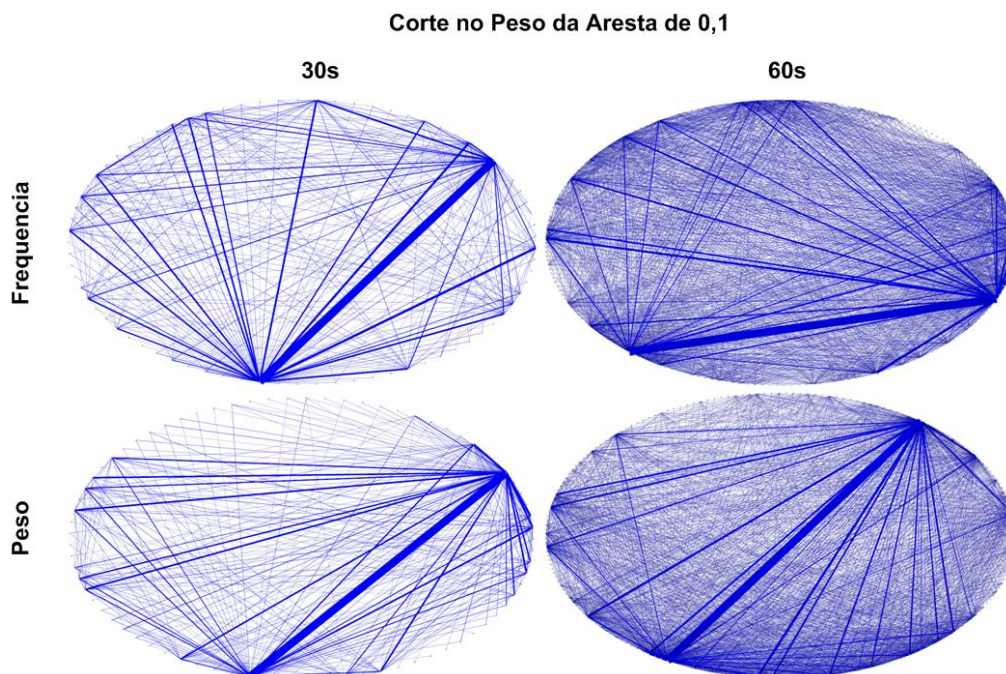 Corte no Peso da Aresta de 0,1
30s
60s
Frequencia
Peso